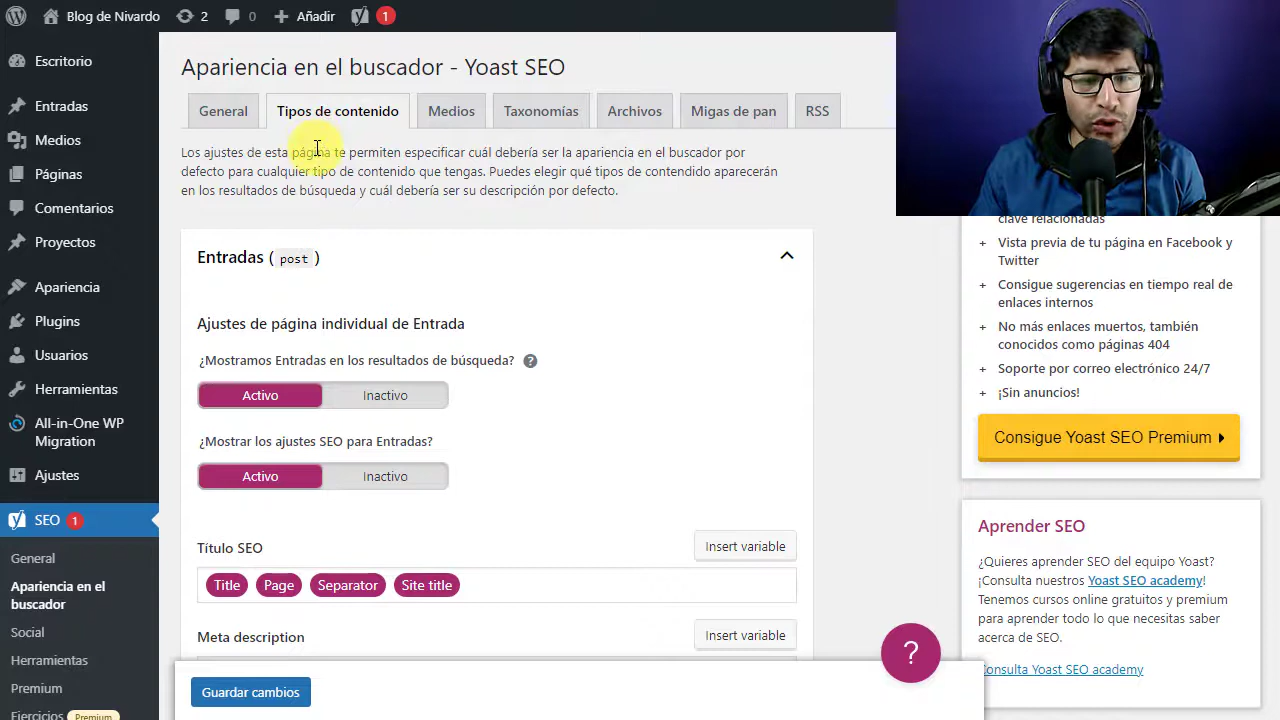 Blog de Nivardo
2
0
Añadir
1
Escritorio
Entradas
Medios
Páginas
Comentarios
Proyectos
Apariencia
Plugins
Usuarios
Herramientas
All-in-One WP
Migration
Ajustes
SEO 1
General
Apariencia en el
buscador
Social
Herramientas
Premium
Ejercicios Premium
Apariencia en el buscador - Yoast SEO
General
Tipos de contenido
Medios
Taxonomías
Archivos
Migas de pan
RSS
Los ajustes de esta página te permiten especificar cuál debería ser la apariencia en el buscador por
defecto para cualquier tipo de contenido que tengas. Puedes elegir qué tipos de contenido aparecerán
en los resultados de búsqueda y cuál debería ser su descripción por defecto.
Entradas ( post )
Ajustes de página individual de Entrada
¿Mostramos Entradas en los resultados de búsqueda? ?
Activo Inactivo
¿Mostrar los ajustes SEO para Entradas?
Activo Inactivo
Título SEO Insert variable
Title Page Separator Site title
Meta description Insert variable
Guardar cambios
?
clave relacionadas
+ Vista previa de tu página en Facebook y
Twitter
+ Consigue sugerencias en tiempo real de
enlaces internos
+ No más enlaces muertos, también
conocidos como páginas 404
+ Soporte por correo electrónico 24/7
+ ¡Sin anuncios!
Consigue Yoast SEO Premium
Aprender SEO
¿Quieres aprender SEO del equipo Yoast?
¡Consulta nuestros Yoast SEO academy!
Tenemos cursos online gratuitos y premium
para aprender todo lo que necesitas saber
acerca de SEO.
Consulta Yoast SEO academy